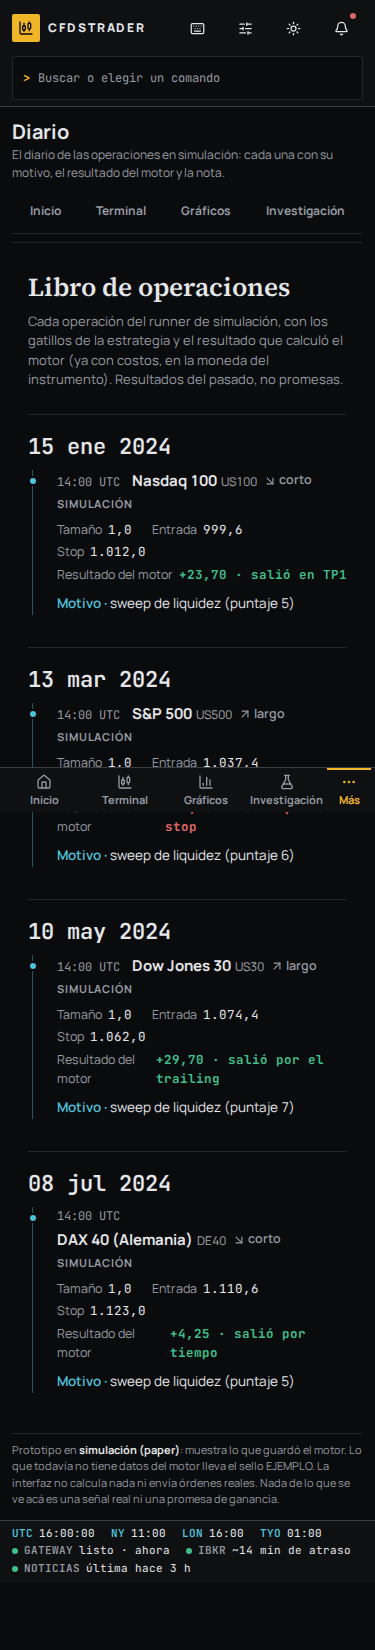 CFDSTRADER
> Buscar o elegir un comando
Diario
El diario de las operaciones en simulación: cada una con su
motivo, el resultado del motor y la nota.
Inicio Terminal Gráficos Investigación
Libro de operaciones
Cada operación del runner de simulación, con los
gatillos de la estrategia y el resultado que calculó el
motor (ya con costos, en la moneda del
instrumento). Resultados del pasado, no promesas.
15 ene 2024
14:00 UTC Nasdaq 100 US100 ↘ corto
SIMULACIÓN
Tamaño 1,0 Entrada 999,6
Stop 1.012,0
Resultado del motor +23,70 · salió en TP1
Motivo · sweep de liquidez (puntaje 5)
13 mar 2024
14:00 UTC S&P 500 US500 ↗ largo
SIMULACIÓN
Tamaño 1,0 Entrada 1.037,4
Inicio Terminal Gráficos Investigación Más
motor stop
Motivo · sweep de liquidez (puntaje 6)
10 may 2024
14:00 UTC Dow Jones 30 US30 ↗ largo
SIMULACIÓN
Tamaño 1,0 Entrada 1.074,4
Stop 1.062,0
Resultado del +29,70 · salió por el
motor trailing
Motivo · sweep de liquidez (puntaje 7)
08 jul 2024
14:00 UTC
DAX 40 (Alemania) DE40 ↘ corto
SIMULACIÓN
Tamaño 1,0 Entrada 1.110,6
Stop 1.123,0
Resultado del +4,25 · salió por
motor tiempo
Motivo · sweep de liquidez (puntaje 5)
Prototipo en simulación (paper): muestra lo que guardó el motor. Lo
que todavía no tiene datos del motor lleva el sello EJEMPLO. La
interfaz no calcula nada ni envía órdenes reales. Nada de lo que se
ve acá es una señal real ni una promesa de ganancia.
UTC 16:00:00 NY 11:00 LON 16:00 TYO 01:00
GATEWAY listo · ahora IBKR ~14 min de atraso
NOTICIAS última hace 3 h